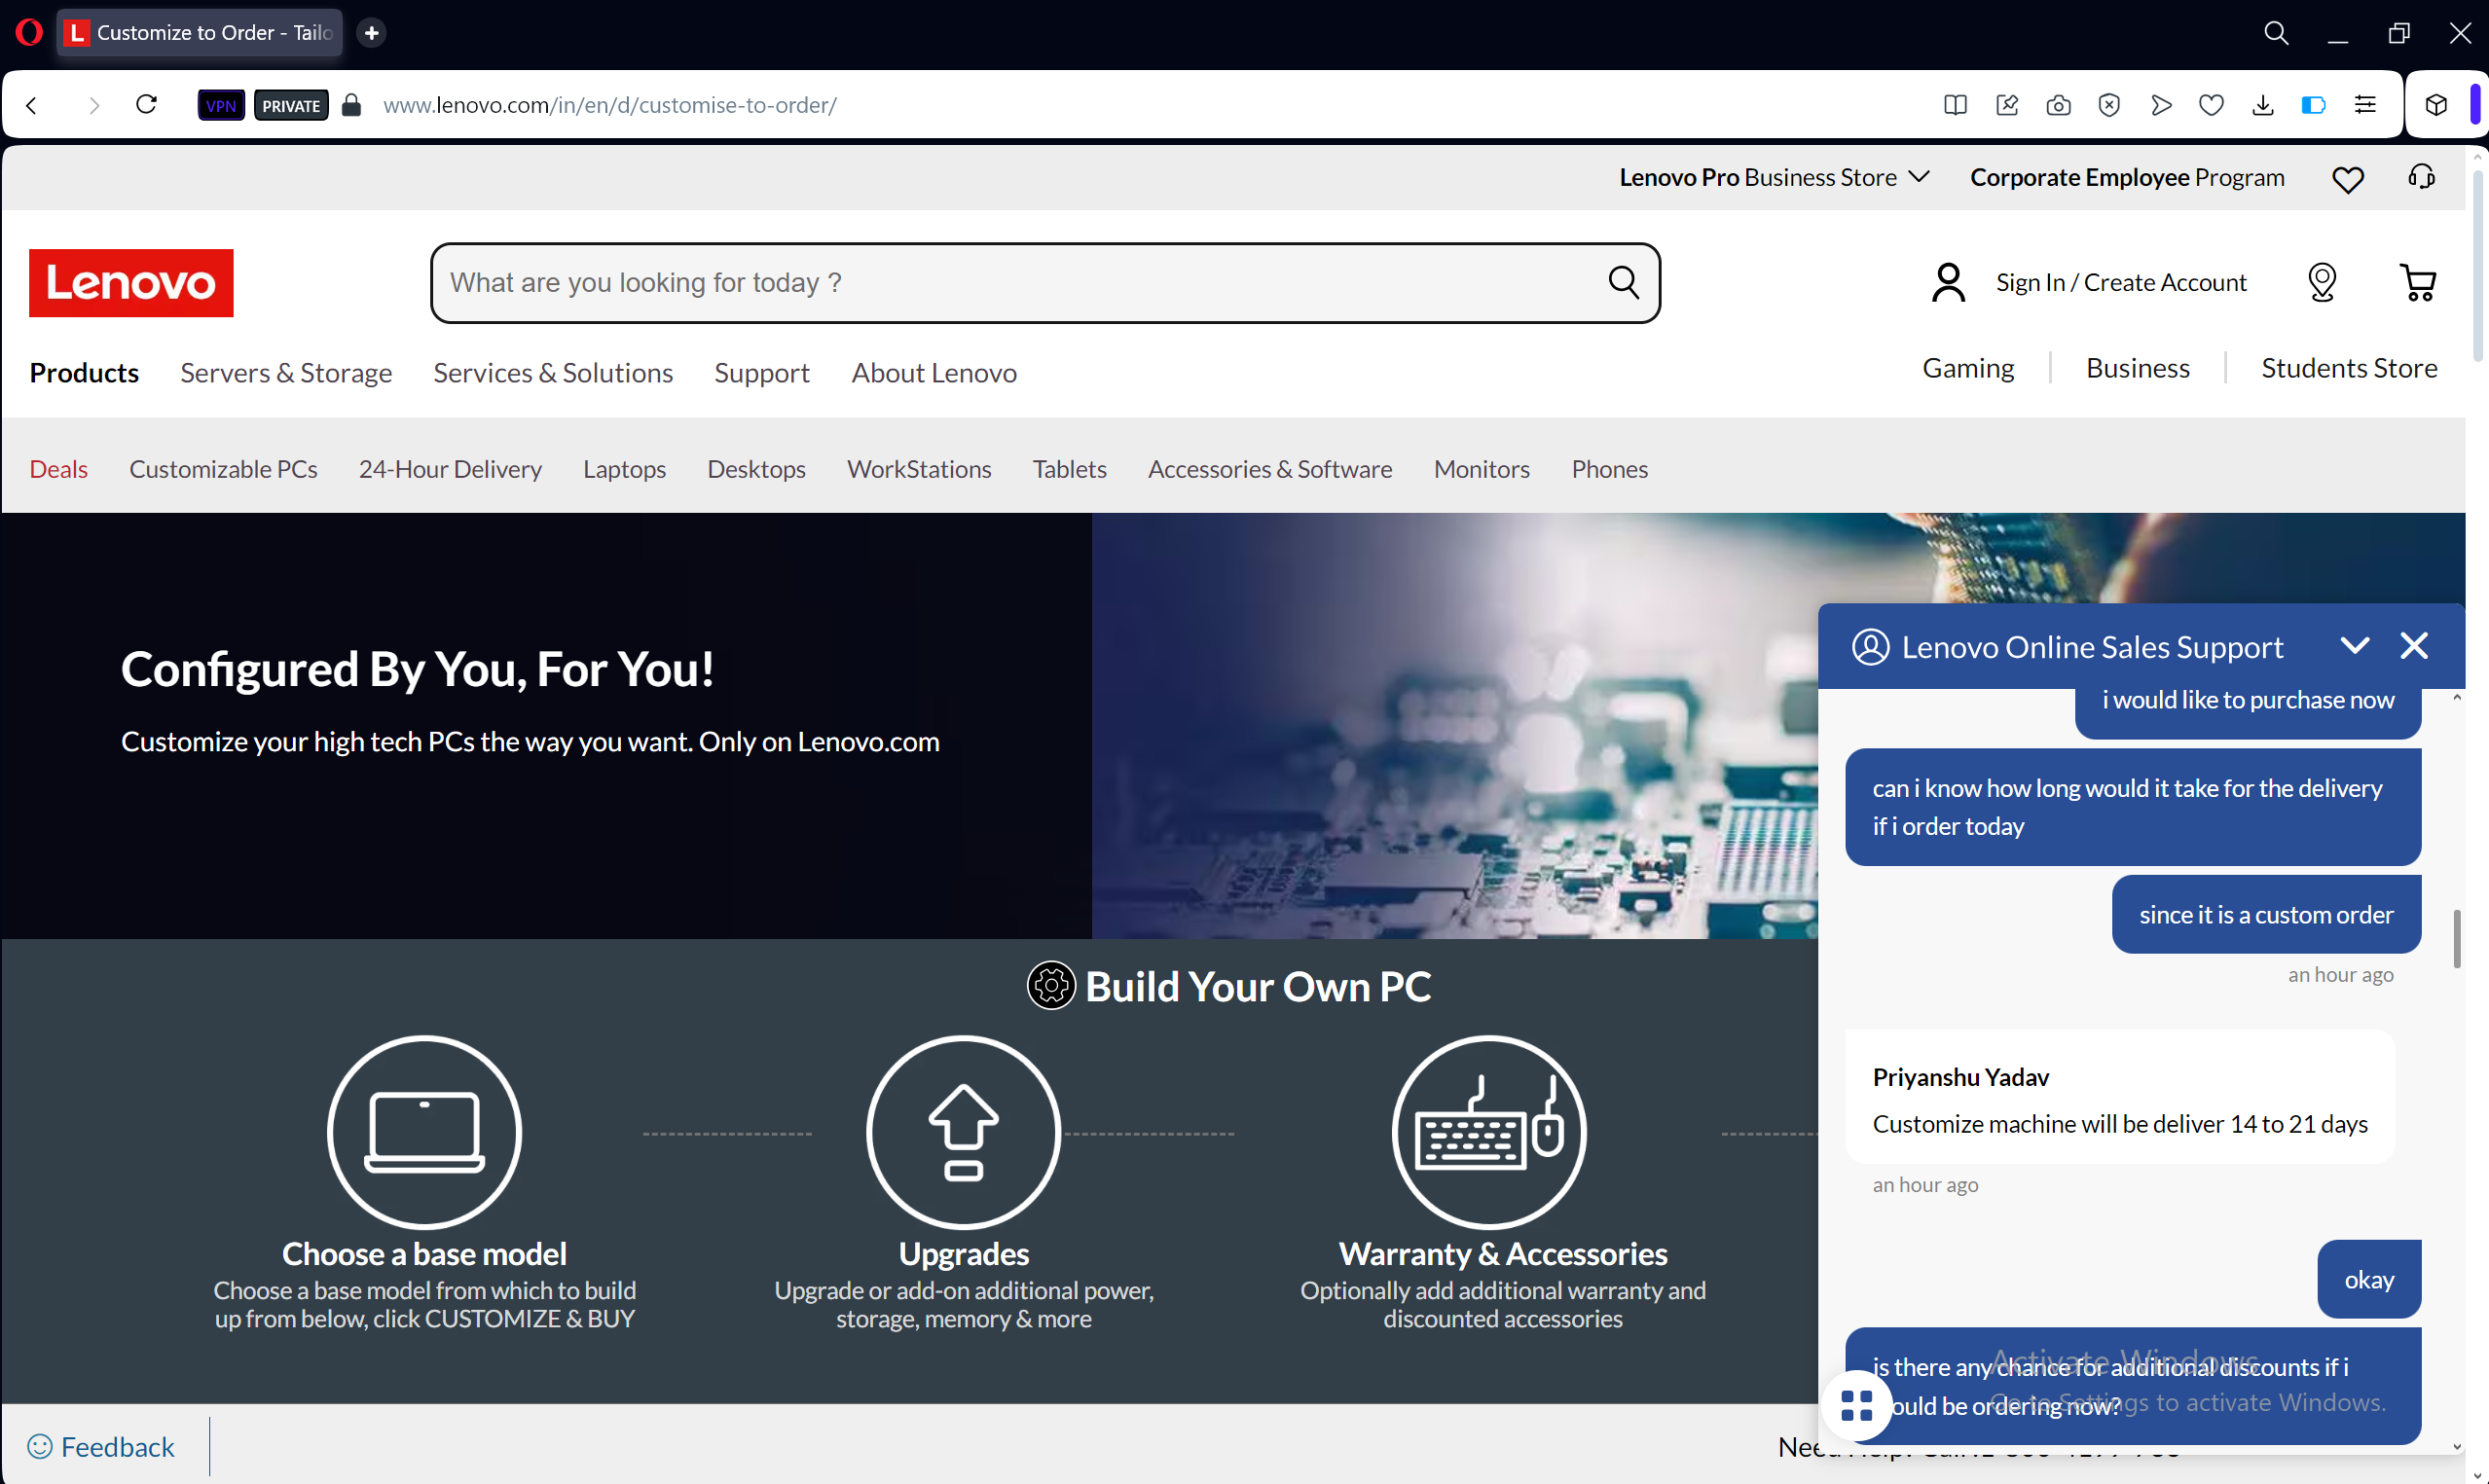 Customize to Order - Tailo
VPN
PRIVATE
www.lenovo.com/in/en/d/customise-to-order/
Lenovo Pro Business Store
Corporate Employee Program
Lenovo
What are you looking for today ?
Sign In / Create Account
Products
Servers & Storage
Services & Solutions
Support
About Lenovo
Gaming
Business
Students Store
Deals
Customizable PCs
24-Hour Delivery
Laptops
Desktops
WorkStations
Tablets
Accessories & Software
Monitors
Phones
Configured By You, For You!
Customize your high tech PCs the way you want. Only on Lenovo.com
Build Your Own PC
Choose a base model
Choose a base model from which to build
up from below, click CUSTOMIZE & BUY
Upgrades
Upgrade or add-on additional power,
storage, memory & more
Warranty & Accessories
Optionally add additional warranty and
discounted accessories
Lenovo Online Sales Support
i would like to purchase now
can i know how long would it take for the delivery
if i order today
since it is a custom order
an hour ago
Priyanshu Yadav
Customize machine will be deliver 14 to 21 days
an hour ago
okay
is there any chance for additional discounts if i
ould be ordering now?
Activate Windows
Go to Settings to activate Windows.
Feedback